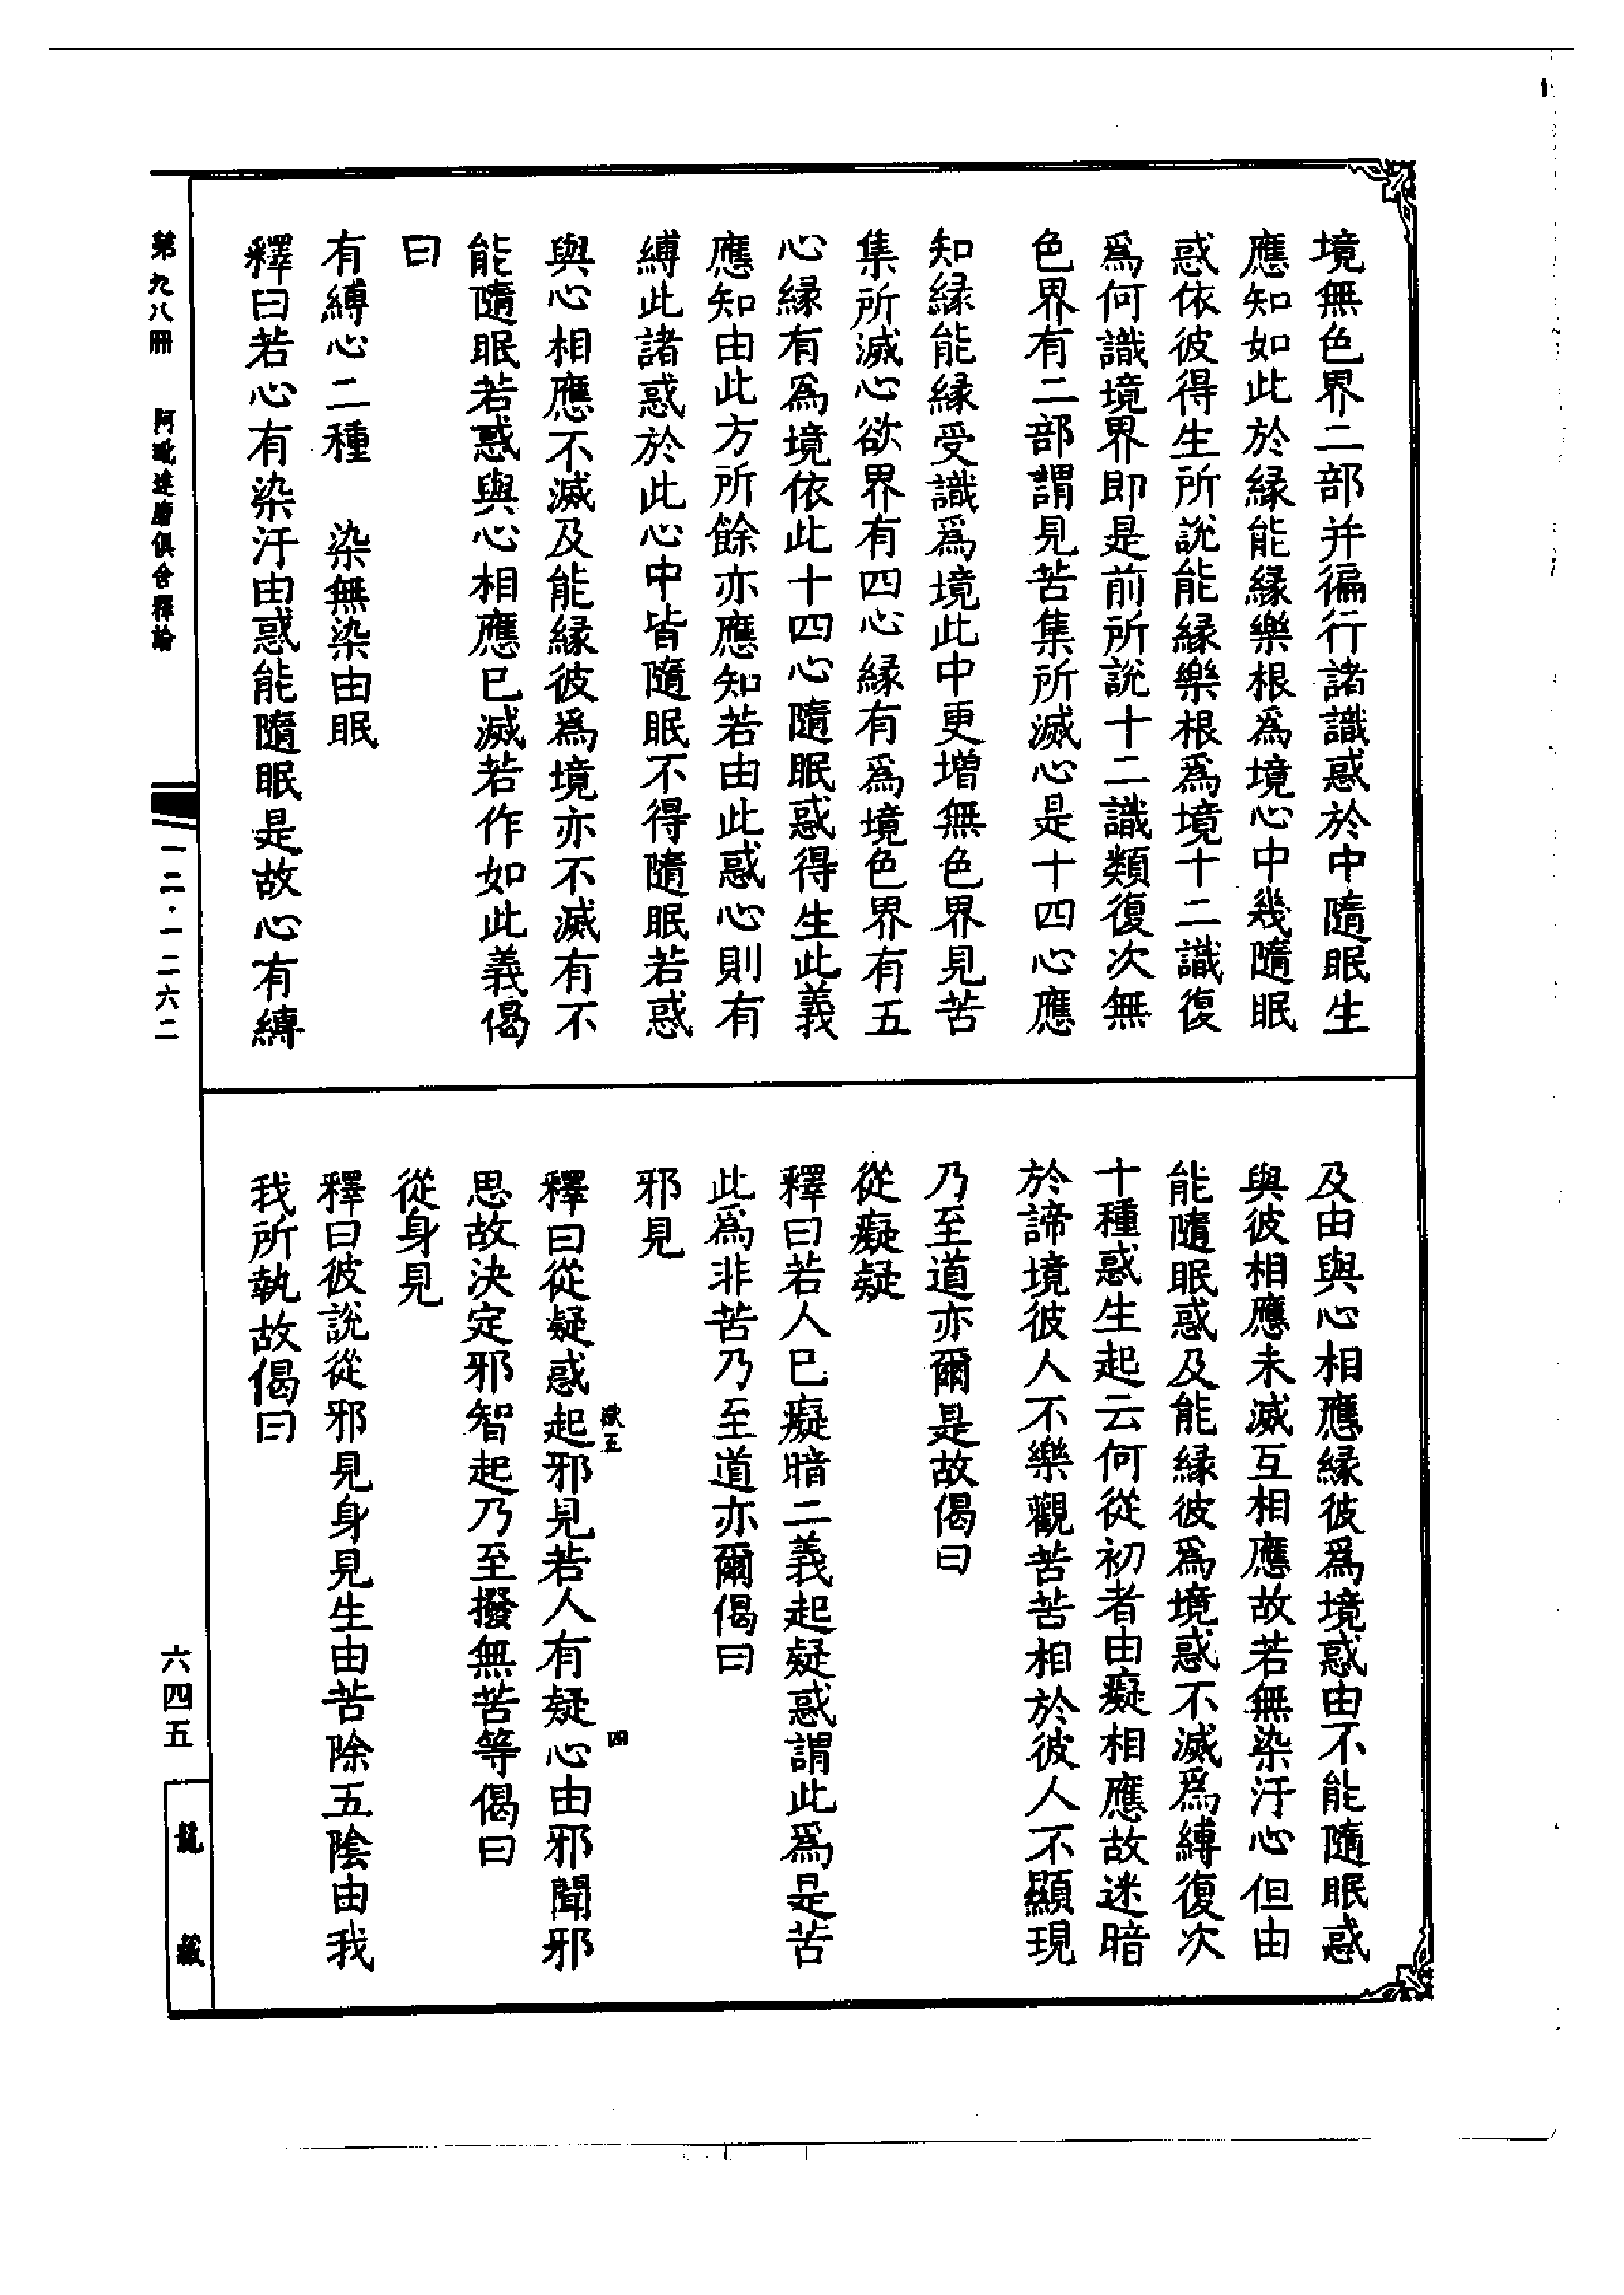 境無色界二部并徧行諸識惑於中隨眠生
應知如此於緣能緣樂根為境心中幾隨眠
惑依彼得生所說能緣樂根為境十二識復
為何識境界即是前所說十二識類復次無
色界有二部謂見苦集所滅心是十四心應
知緣能緣受識為境此中更增無色界見苦
集所滅心欲界有四心緣有為境色界有五
心緣有為境依此十四心隨眠惑得生此義
應知由此方所餘亦應知若由此惑心則有
縛此諸惑於此心中皆隨眠不得隨眠若惑
與心相應不滅及能緣彼為境亦不滅有不
能隨眠若惑與心相應已滅若作如此義偈
曰
有縛心二種　染無染由眠
釋曰若心有染汙由惑能隨眠是故心有縛
及由與心相應緣彼為境惑由不能隨眠惑
與彼相應未滅互相應故若無染汙心但由
能隨眠惑及能緣彼為境惑不滅為縛復次
十種惑生起云何從初者由癡相應故迷暗
於諦境彼人不樂觀苦苦相於彼人不顯現
乃至道亦爾是故偈曰
從癡疑
釋曰若人已癡暗二義起疑惑謂此為是苦
此為非苦乃至道亦爾偈曰
邪見
釋曰從疑惑起邪見若人有疑心由邪聞邪
思故決定邪智起乃至撥無苦等偈曰
從身見
釋曰彼說從邪見身見生由苦除五陰由我
我所執故偈曰
五
四
第九八冊　阿毗達磨俱舍釋論
一二·一二六二
六四五
龍藏